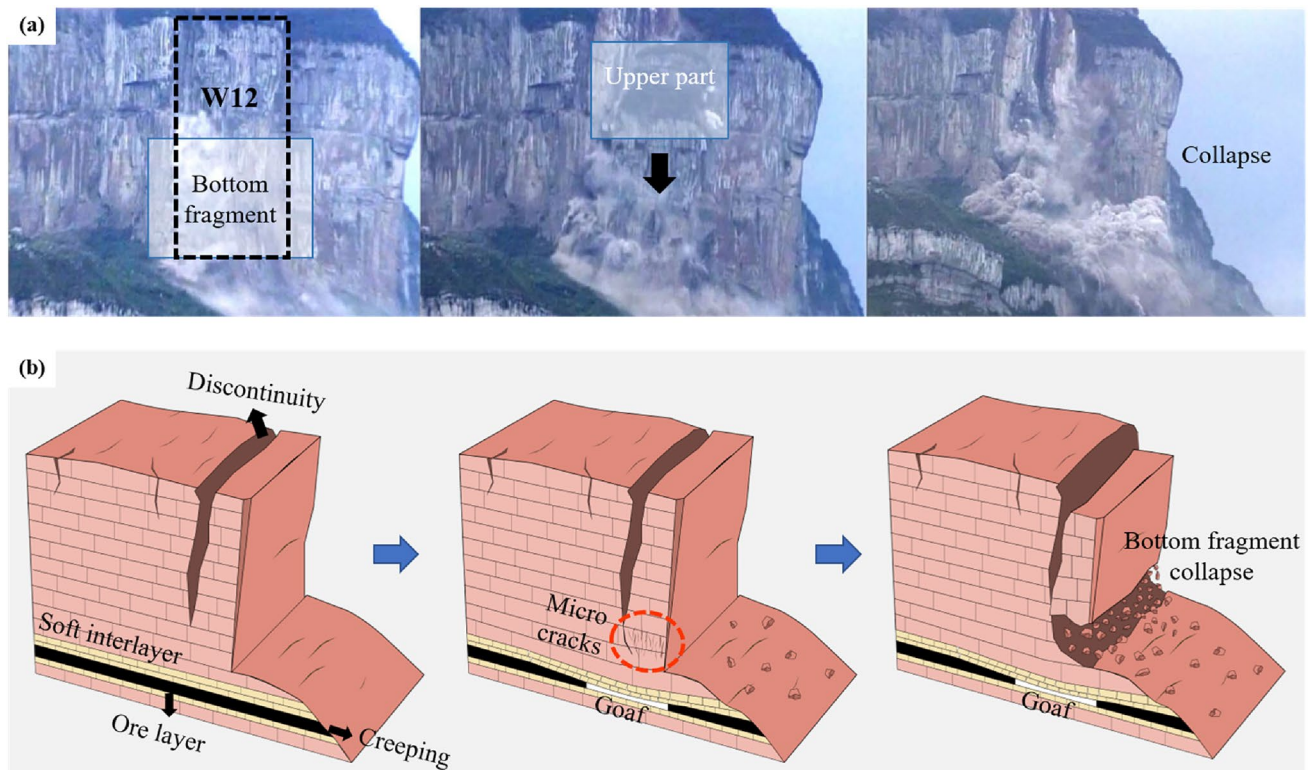 (a)
W12
Bottom
fragment
Upper part
Collapse
(b)
Discontinuity
Soft interlayer
Ore layer
Creeping
Micro
cracks
Goaf
Bottom fragment
collapse
Goaf